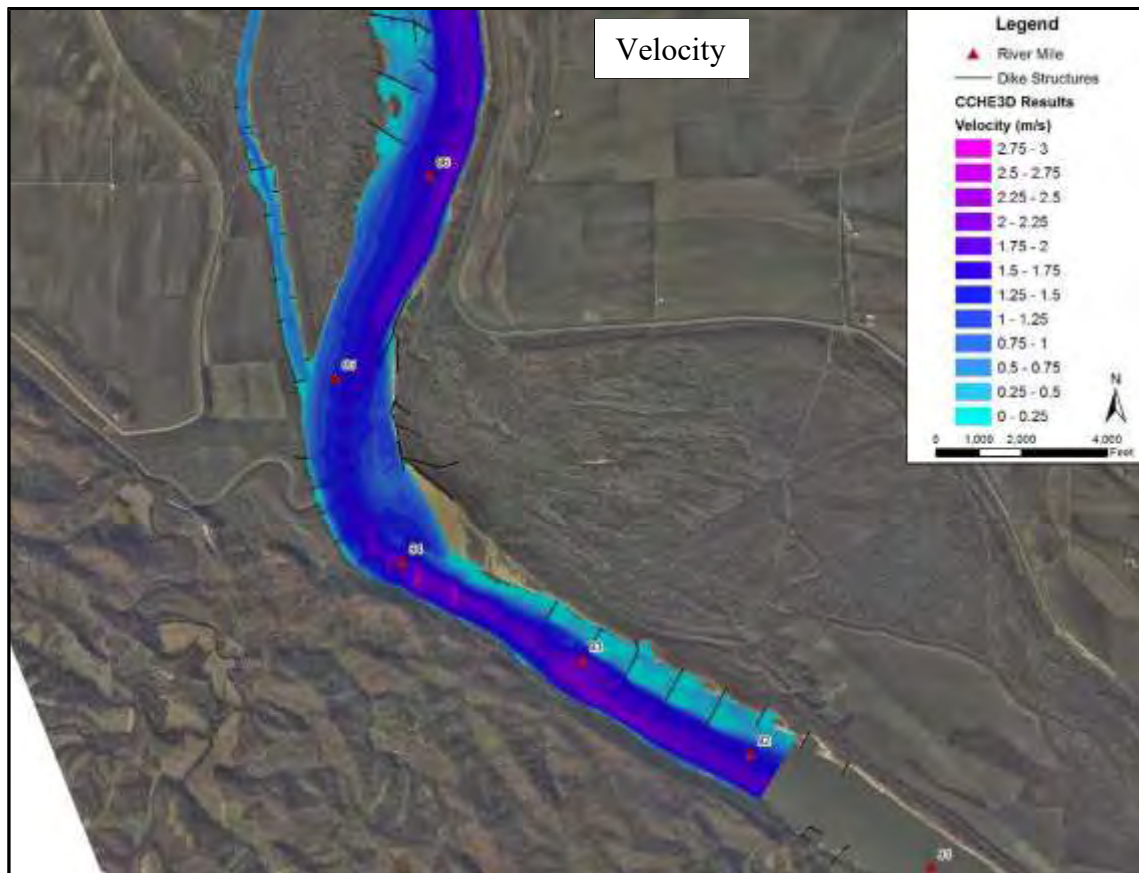 Velocity
Legend
River Mile
Dike Structures
CCHE3D Results
Velocity (m/s)
2.75 - 3
2.5 - 2.75
2.25 - 2.5
2 - 2.25
1.75 - 2
1.5 - 1.75
1.25 - 1.5
1 - 1.25
0.75 - 1
0.5 - 0.75
0.25 - 0.5
0 - 0.25
N
0 1,000 2,000 4,000
Feet